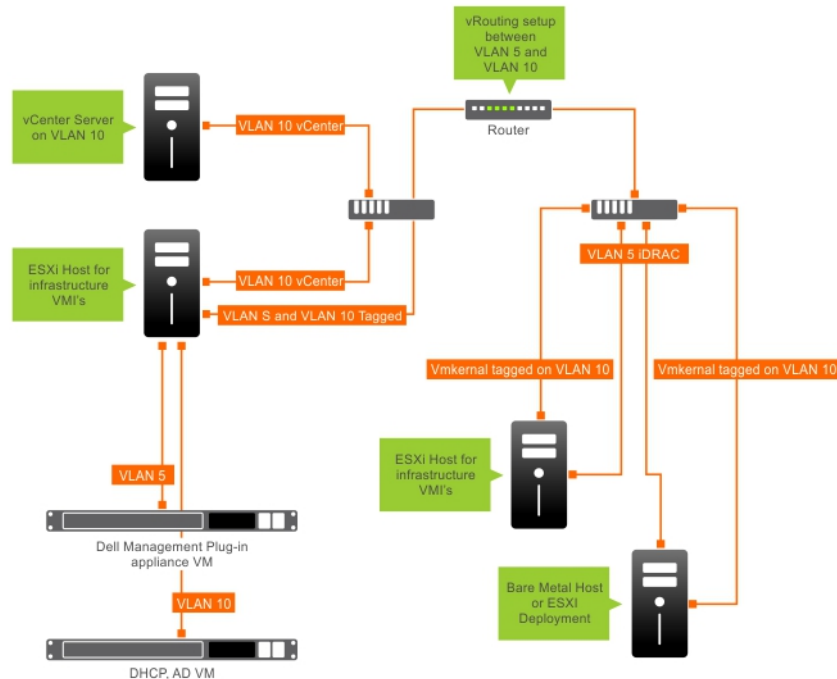 vRouting setup
between
VLAN 5 and
VLAN 10
Router
vCenter Server
on VLAN 10
VLAN 10 vCenter
ESXi Host for
infrastructure
VMI's
VLAN 10 vCenter
VLAN S and VLAN 10 Tagged
VLAN 5 iDRAC
Vmkernal tagged on VLAN 10
Vmkernal tagged on VLAN 10
ESXi Host for
infrastructure
VMI's
VLAN 5
Dell Management Plug-in
appliance VM
VLAN 10
DHCP, AD VM
Bare Metal Host
or ESXI
Deployment